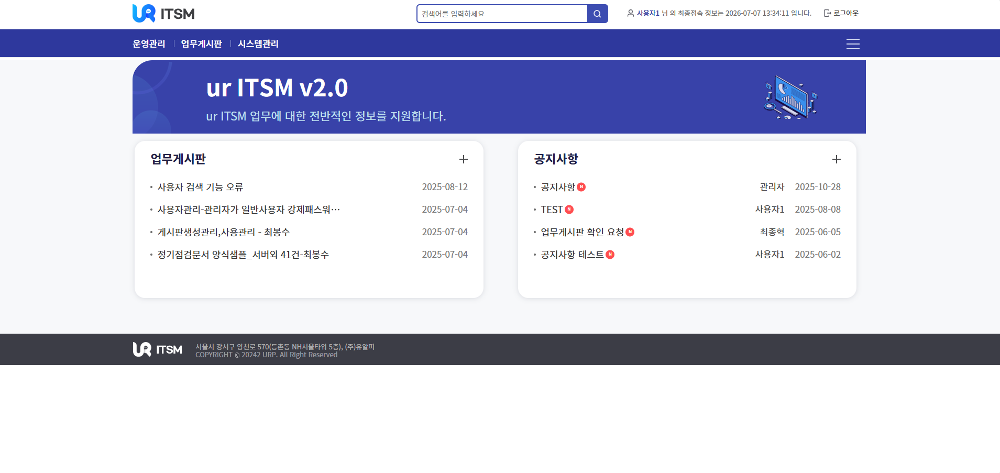 UR ITSM
검색어를 입력하세요
사용자1 님 의 최종접속 정보는 2026-07-07 13:34:11 입니다.
로그아웃
운영관리
업무게시판
시스템관리
ur ITSM v2.0
ur ITSM 업무에 대한 전반적인 정보를 지원합니다.
업무게시판
사용자 검색 기능 오류 2025-08-12
사용자관리-관리자가 일반사용자 강제패스워… 2025-07-04
게시판생성관리,사용관리 - 최봉수 2025-07-04
정기점검문서 양식샘플_서버외 41건-최봉수 2025-07-04
공지사항
공지사항 N 관리자 2025-10-28
TEST N 사용자1 2025-08-08
업무게시판 확인 요청 N 최종혁 2025-06-05
공지사항 테스트 N 사용자1 2025-06-02
UR ITSM
서울시 강서구 양천로 570(등촌동 NH서울타워 5층), (주)유알피
COPYRIGHT © 20242 URP. All RIght Reserved